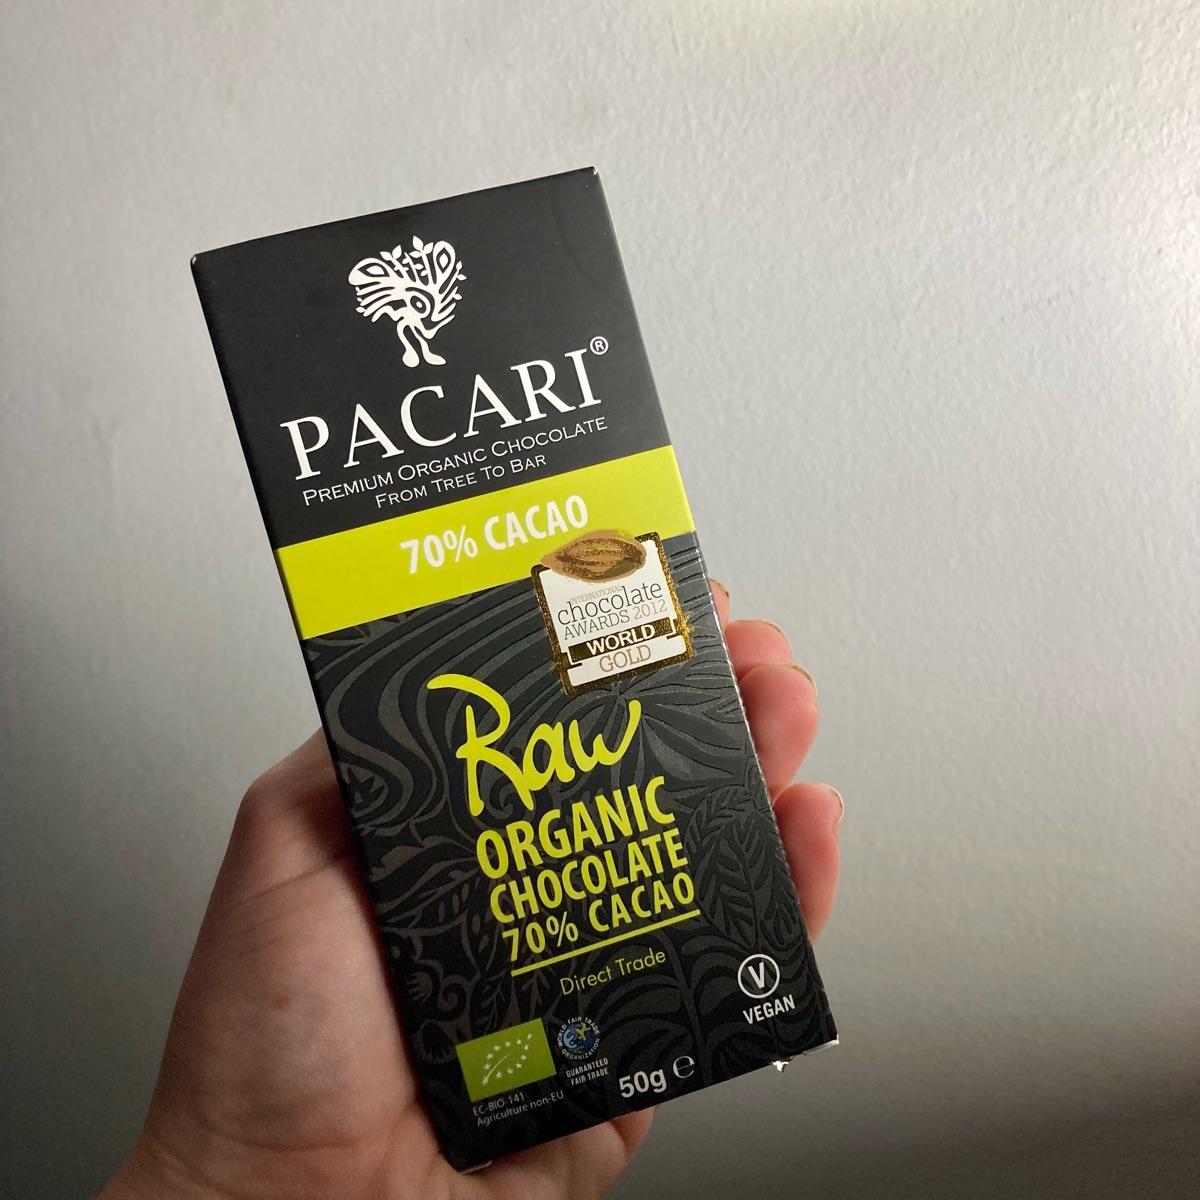 PACARI®
PREMIUM ORGANIC CHOCOLATE
FROM TREE TO BAR
70% CACAO
INTERNATIONAL
chocolate
AWARDS 2012
WORLD
GOLD
Raw
ORGANIC
CHOCOLATE
70% CACAO
Direct Trade
V
VEGAN
WORLD FAIR TRADE ORGANIZATION
GUARANTEED
FAIR TRADE
EC-BIO-141
Agriculture non-EU
50g ℮